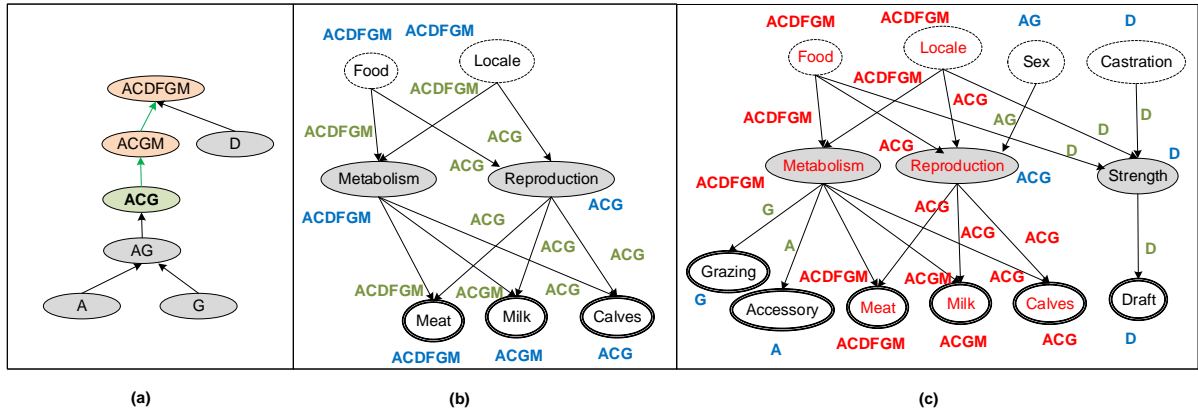 ACDFGM
ACGM
D
ACG
AG
A
G
(a)
ACDFGM
ACDFGM
Food
Locale
ACDFGM
ACDFGM
ACG
ACG
Metabolism
Reproduction
ACDFGM
ACG
ACG
ACG
ACG
ACDFGM
ACGM
ACG
Meat
Milk
Calves
ACDFGM
ACGM
ACG
(b)
ACDFGM
ACDFGM
AG
D
Food
Locale
Sex
Castration
ACDFGM
ACG
ACDFGM
AG
D
D
ACG
D
D
Metabolism
Reproduction
Strength
ACDFGM
ACG
G
ACG
ACG
ACG
A
D
Grazing
ACDFGM
ACGM
ACG
G
Accessory
Meat
Milk
Calves
Draft
A
ACDFGM
ACGM
ACG
D
(c)